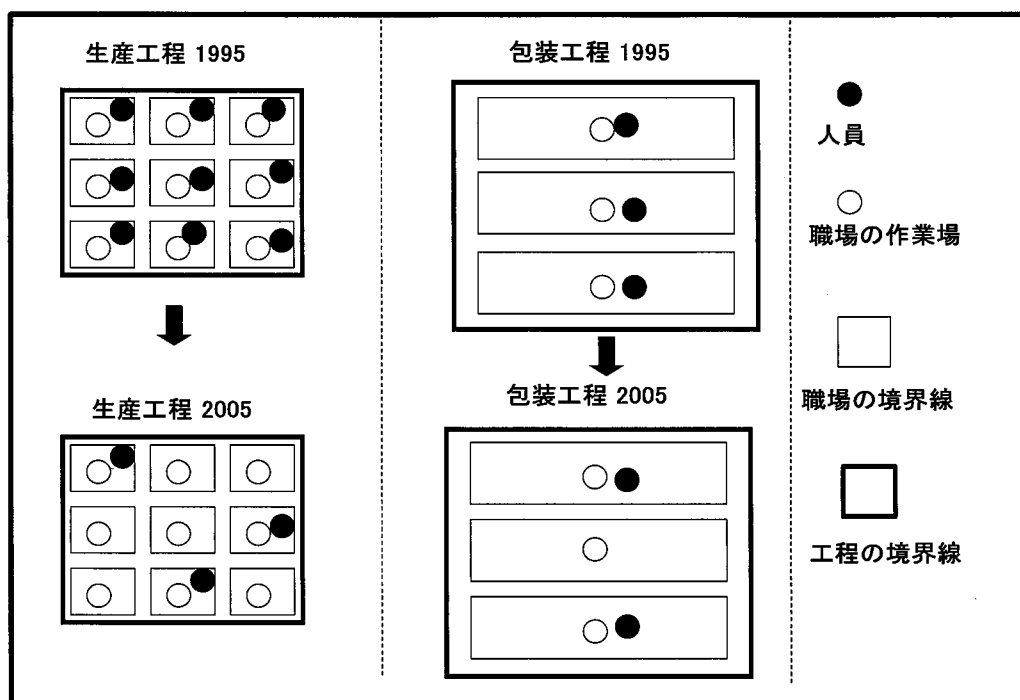 生産工程 1995
包装工程 1995
人員
職場の作業場
生産工程 2005
包装工程 2005
職場の境界線
工程の境界線